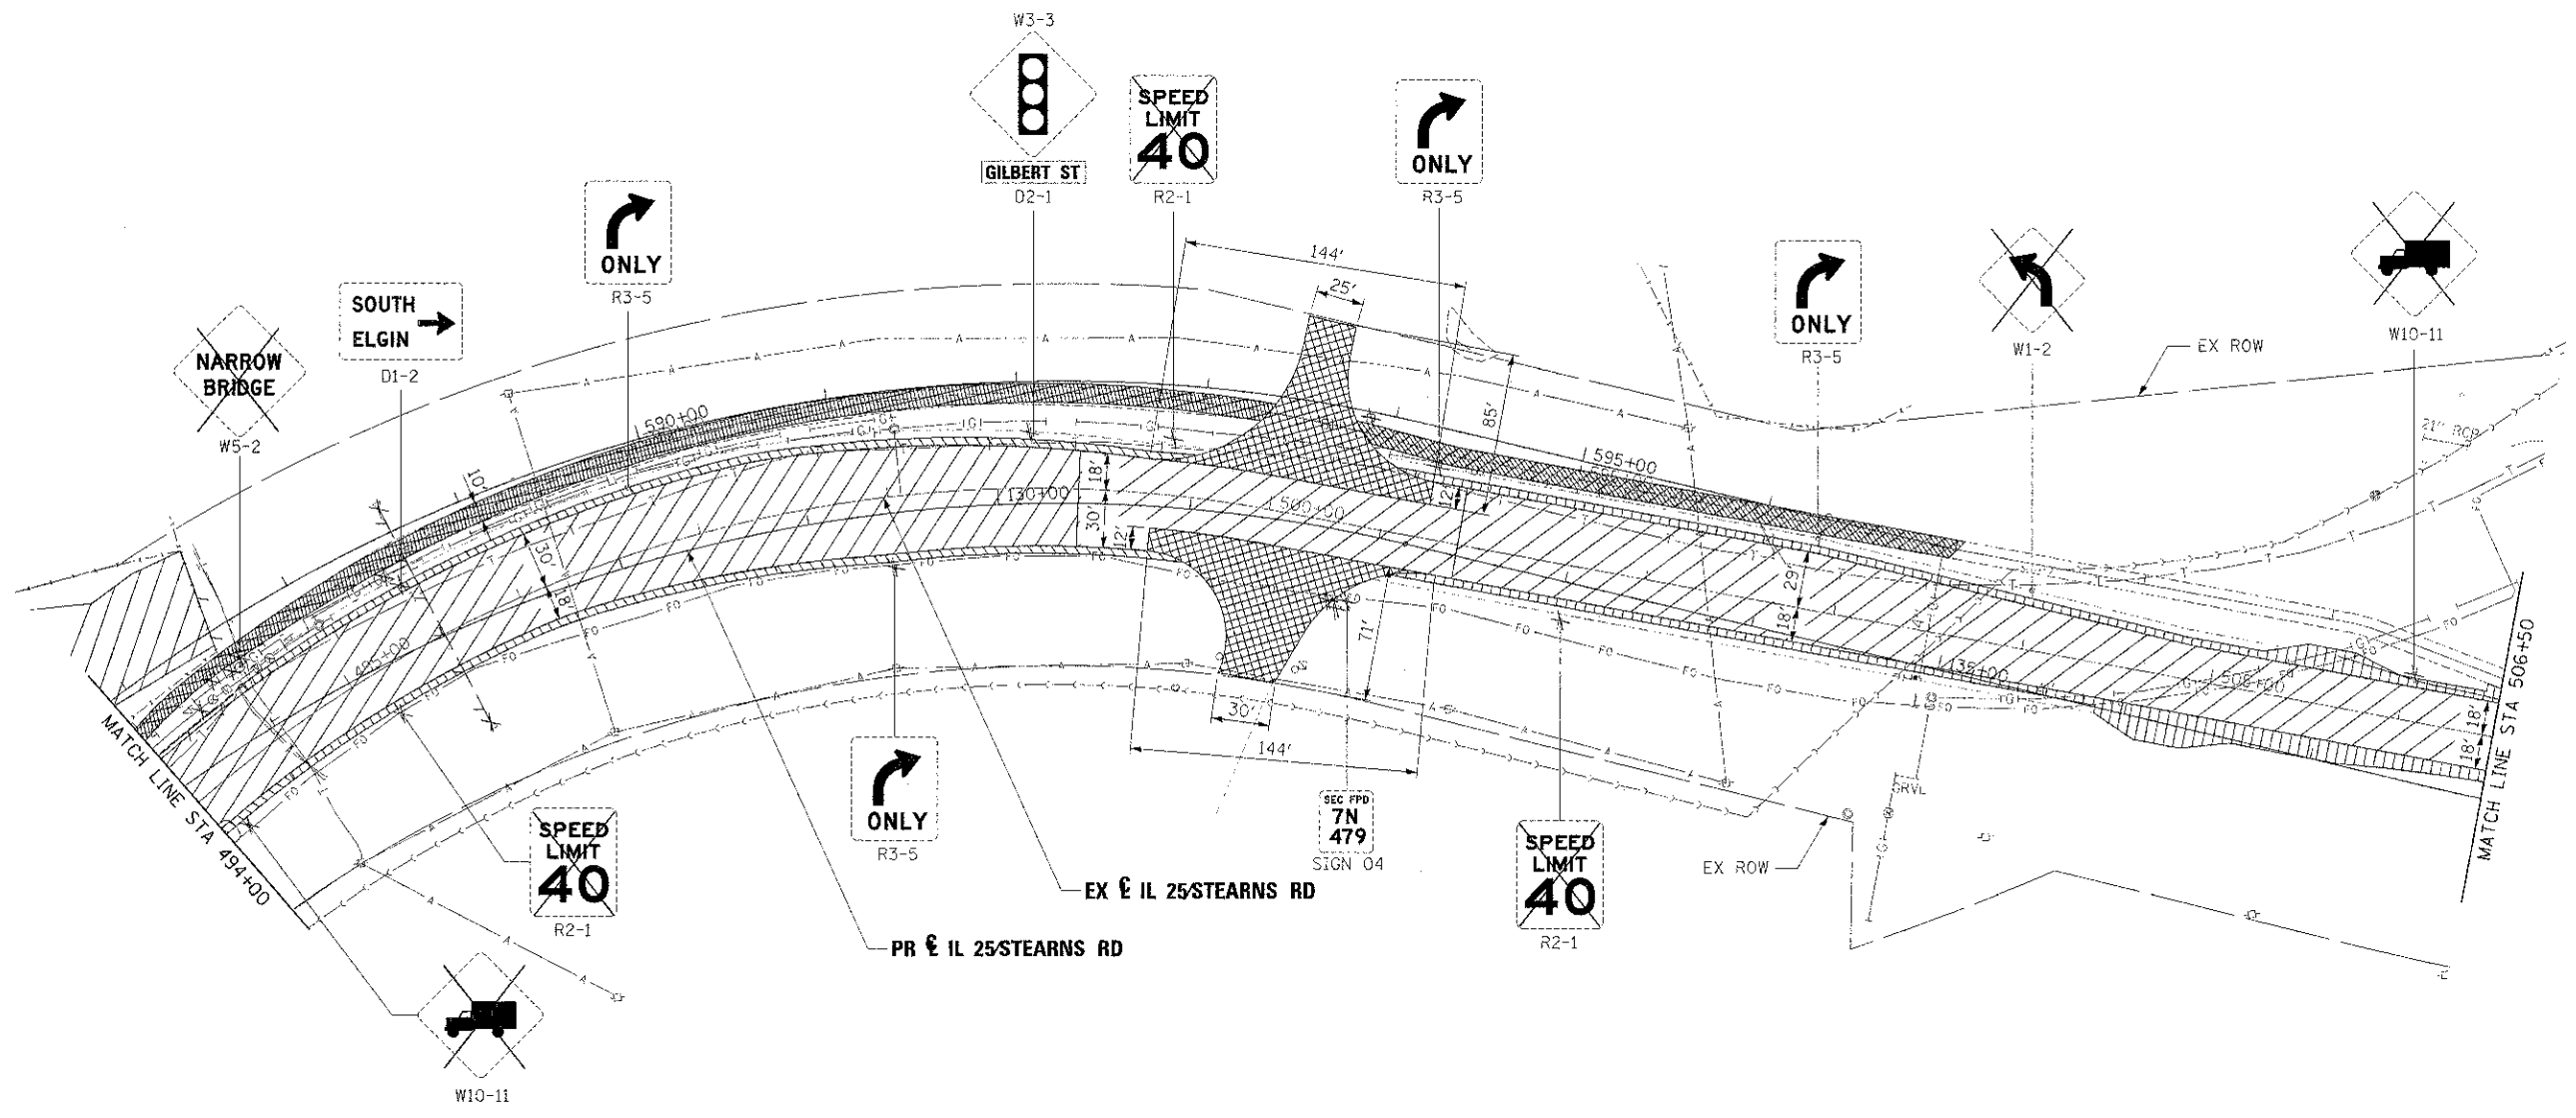 W3-3
SPEED
LIMIT
40
R2-1
GILBERT ST
D2-1
ONLY
R3-5
ONLY
R3-5
144'
25'
ONLY
R3-5
W1-2
W10-11
EX ROW
SOUTH
ELGIN
D1-2
NARROW
BRIDGE
W5-2
590+00
85'
595+00
21" RCP
10'
18'
130+00
500+00
12'
30'
12'
30'
18'
495+00
29'
18'
71'
135+00
18'
18'
MATCH LINE STA 506+50
30'
144'
MATCH LINE STA 494+00
ONLY
R3-5
SEC FPD
7N
479
SIGN 04
SPEED
LIMIT
40
R2-1
SPEED
LIMIT
40
R2-1
GRVL
EX ROW
EX ℄ IL 25/STEARNS RD
PR ℄ IL 25/STEARNS RD
W10-11